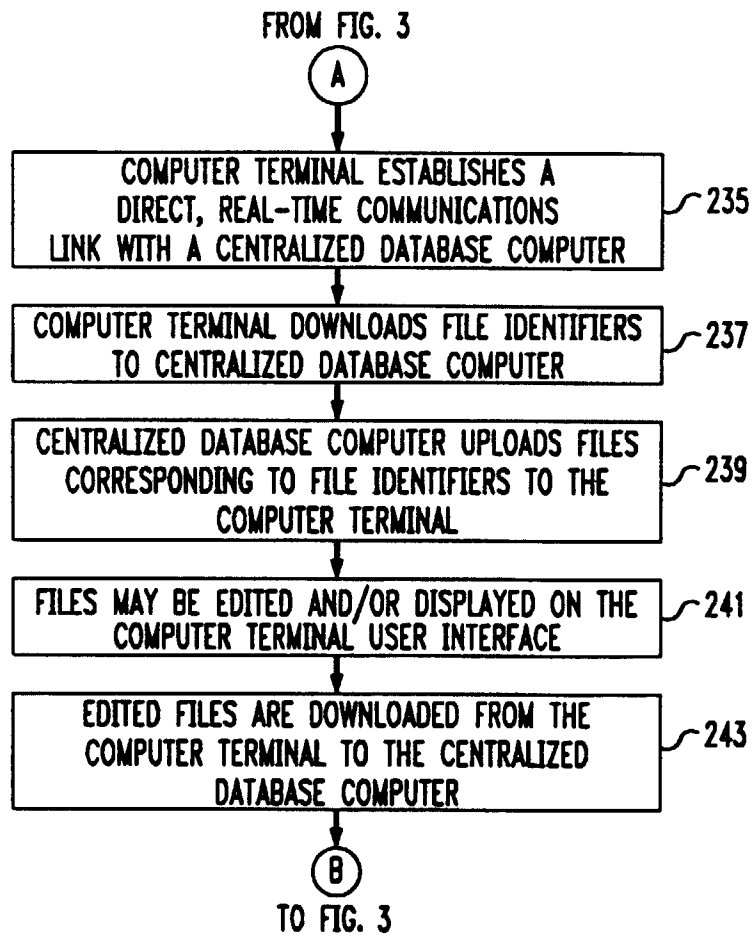 FROM FIG. 3
A
COMPUTER TERMINAL ESTABLISHES A
DIRECT, REAL-TIME COMMUNICATIONS
LINK WITH A CENTRALIZED DATABASE COMPUTER
235
COMPUTER TERMINAL DOWNLOADS FILE IDENTIFIERS
TO CENTRALIZED DATABASE COMPUTER
237
CENTRALIZED DATABASE COMPUTER UPLOADS FILES
CORRESPONDING TO FILE IDENTIFIERS TO THE
COMPUTER TERMINAL
239
FILES MAY BE EDITED AND/OR DISPLAYED ON THE
COMPUTER TERMINAL USER INTERFACE
241
EDITED FILES ARE DOWNLOADED FROM THE
COMPUTER TERMINAL TO THE CENTRALIZED
DATABASE COMPUTER
243
B
TO FIG. 3